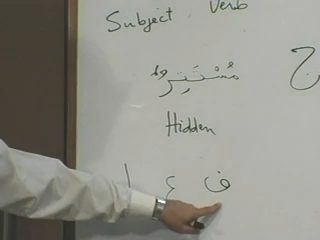 Subject Verb
مُسْتَتِر
ج
Hidden
ف ع ل